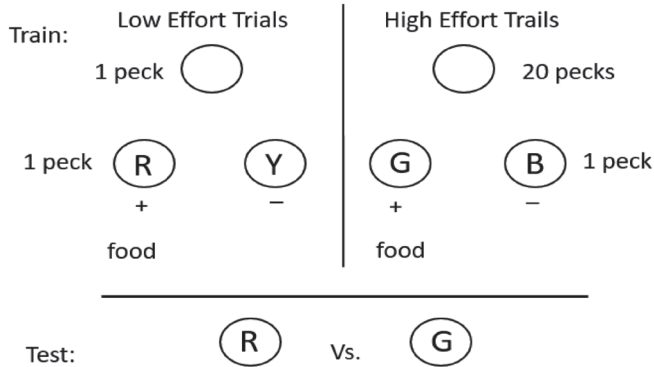 Low Effort Trials High Effort Trails
Train:
1 peck 20 pecks
1 peck R Y G B 1 peck
+ − + −
food food
Test: R Vs. G